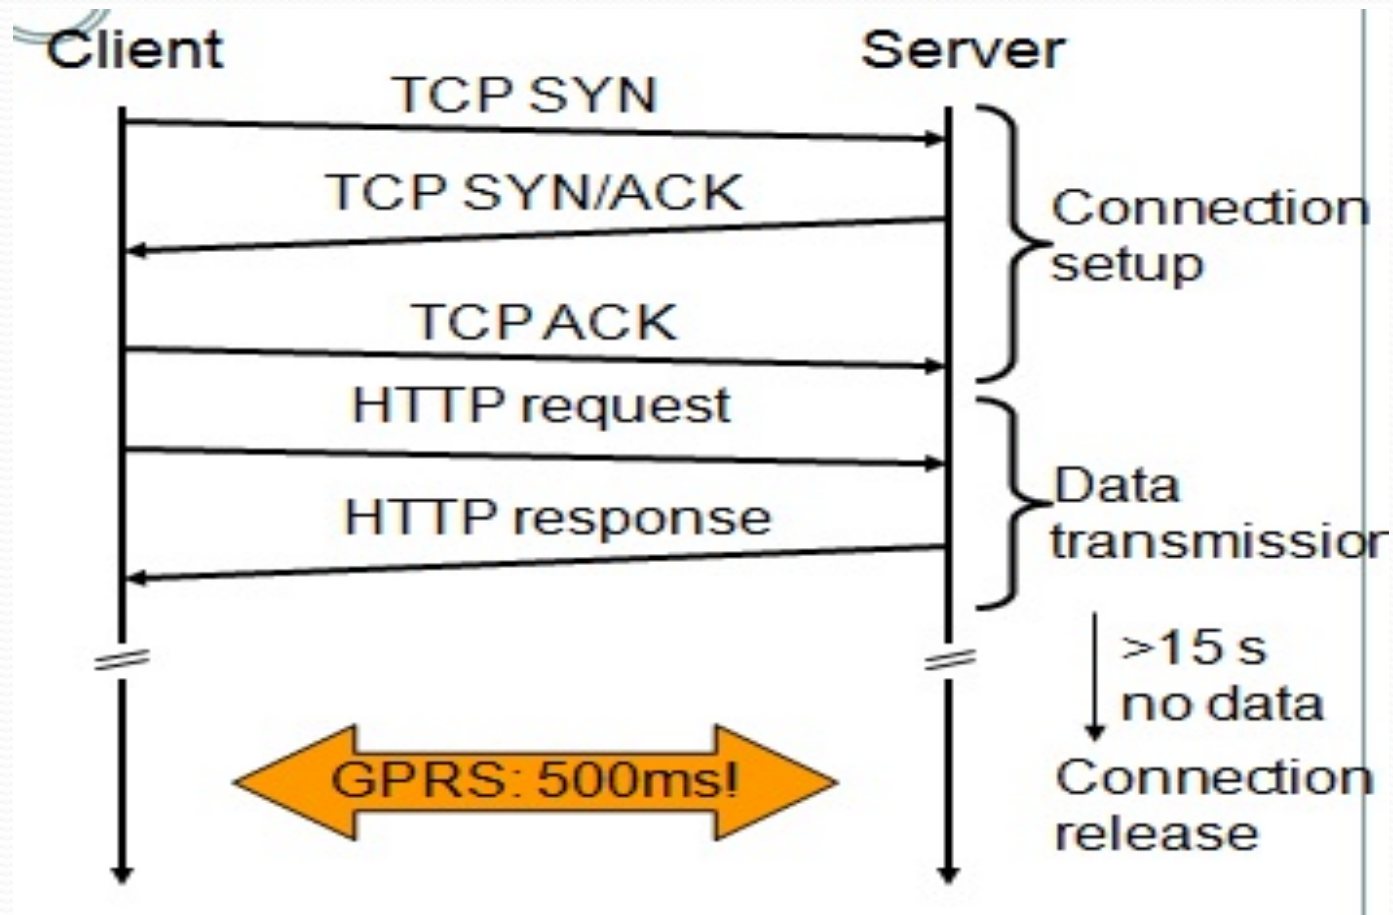 Client
Server
TCP SYN
TCP SYN/ACK
Connection
setup
TCP ACK
HTTP request
Data
transmission
HTTP response
>15 s
no data
GPRS: 500ms!
Connection
release